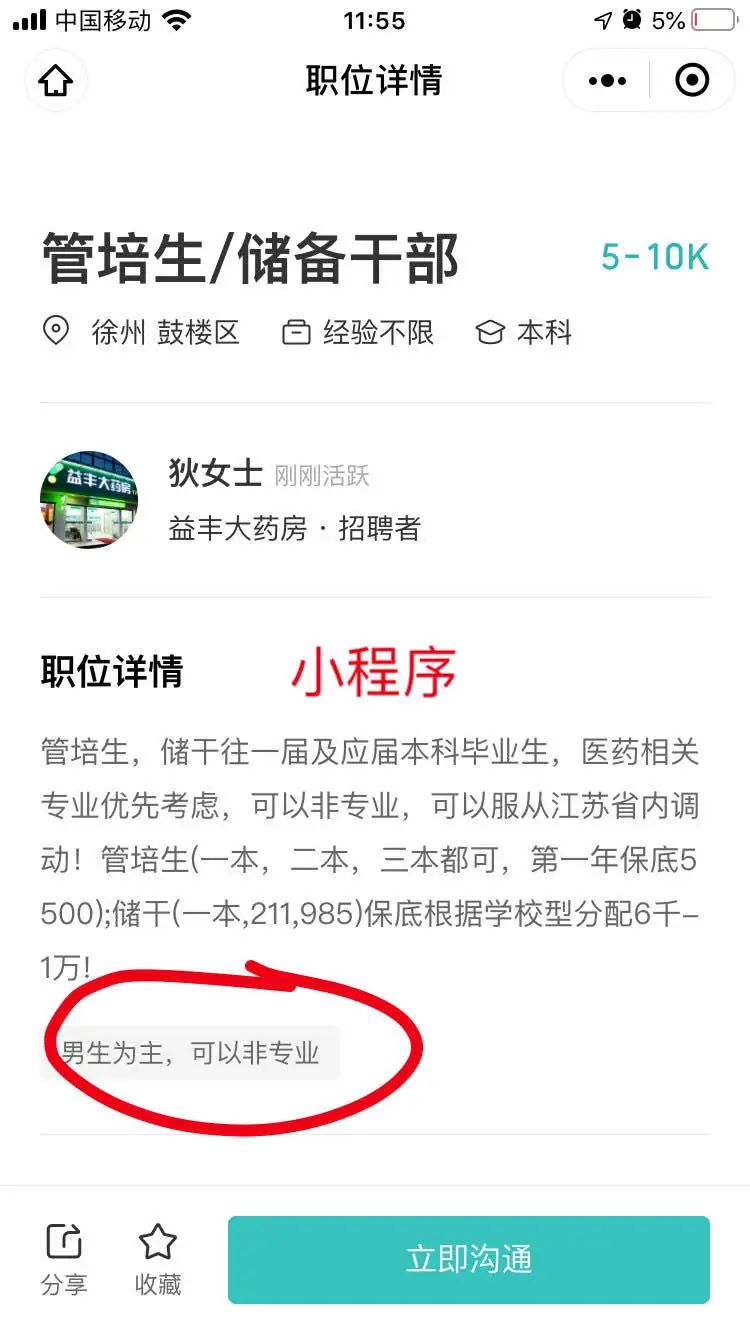 中国移动 11:55 5%
职位详情
管培生/储备干部 5-10K
徐州 鼓楼区 经验不限 本科
益丰大药房
狄女士 刚刚活跃
益丰大药房·招聘者
职位详情 小程序
管培生，储干往一届及应届本科毕业生，医药相关
专业优先考虑，可以非专业，可以服从江苏省内调
动！管培生(一本，二本，三本都可，第一年保底5
500);储干(一本,211,985)保底根据学校型分配6千-
1万!
男生为主，可以非专业
分享 收藏 立即沟通